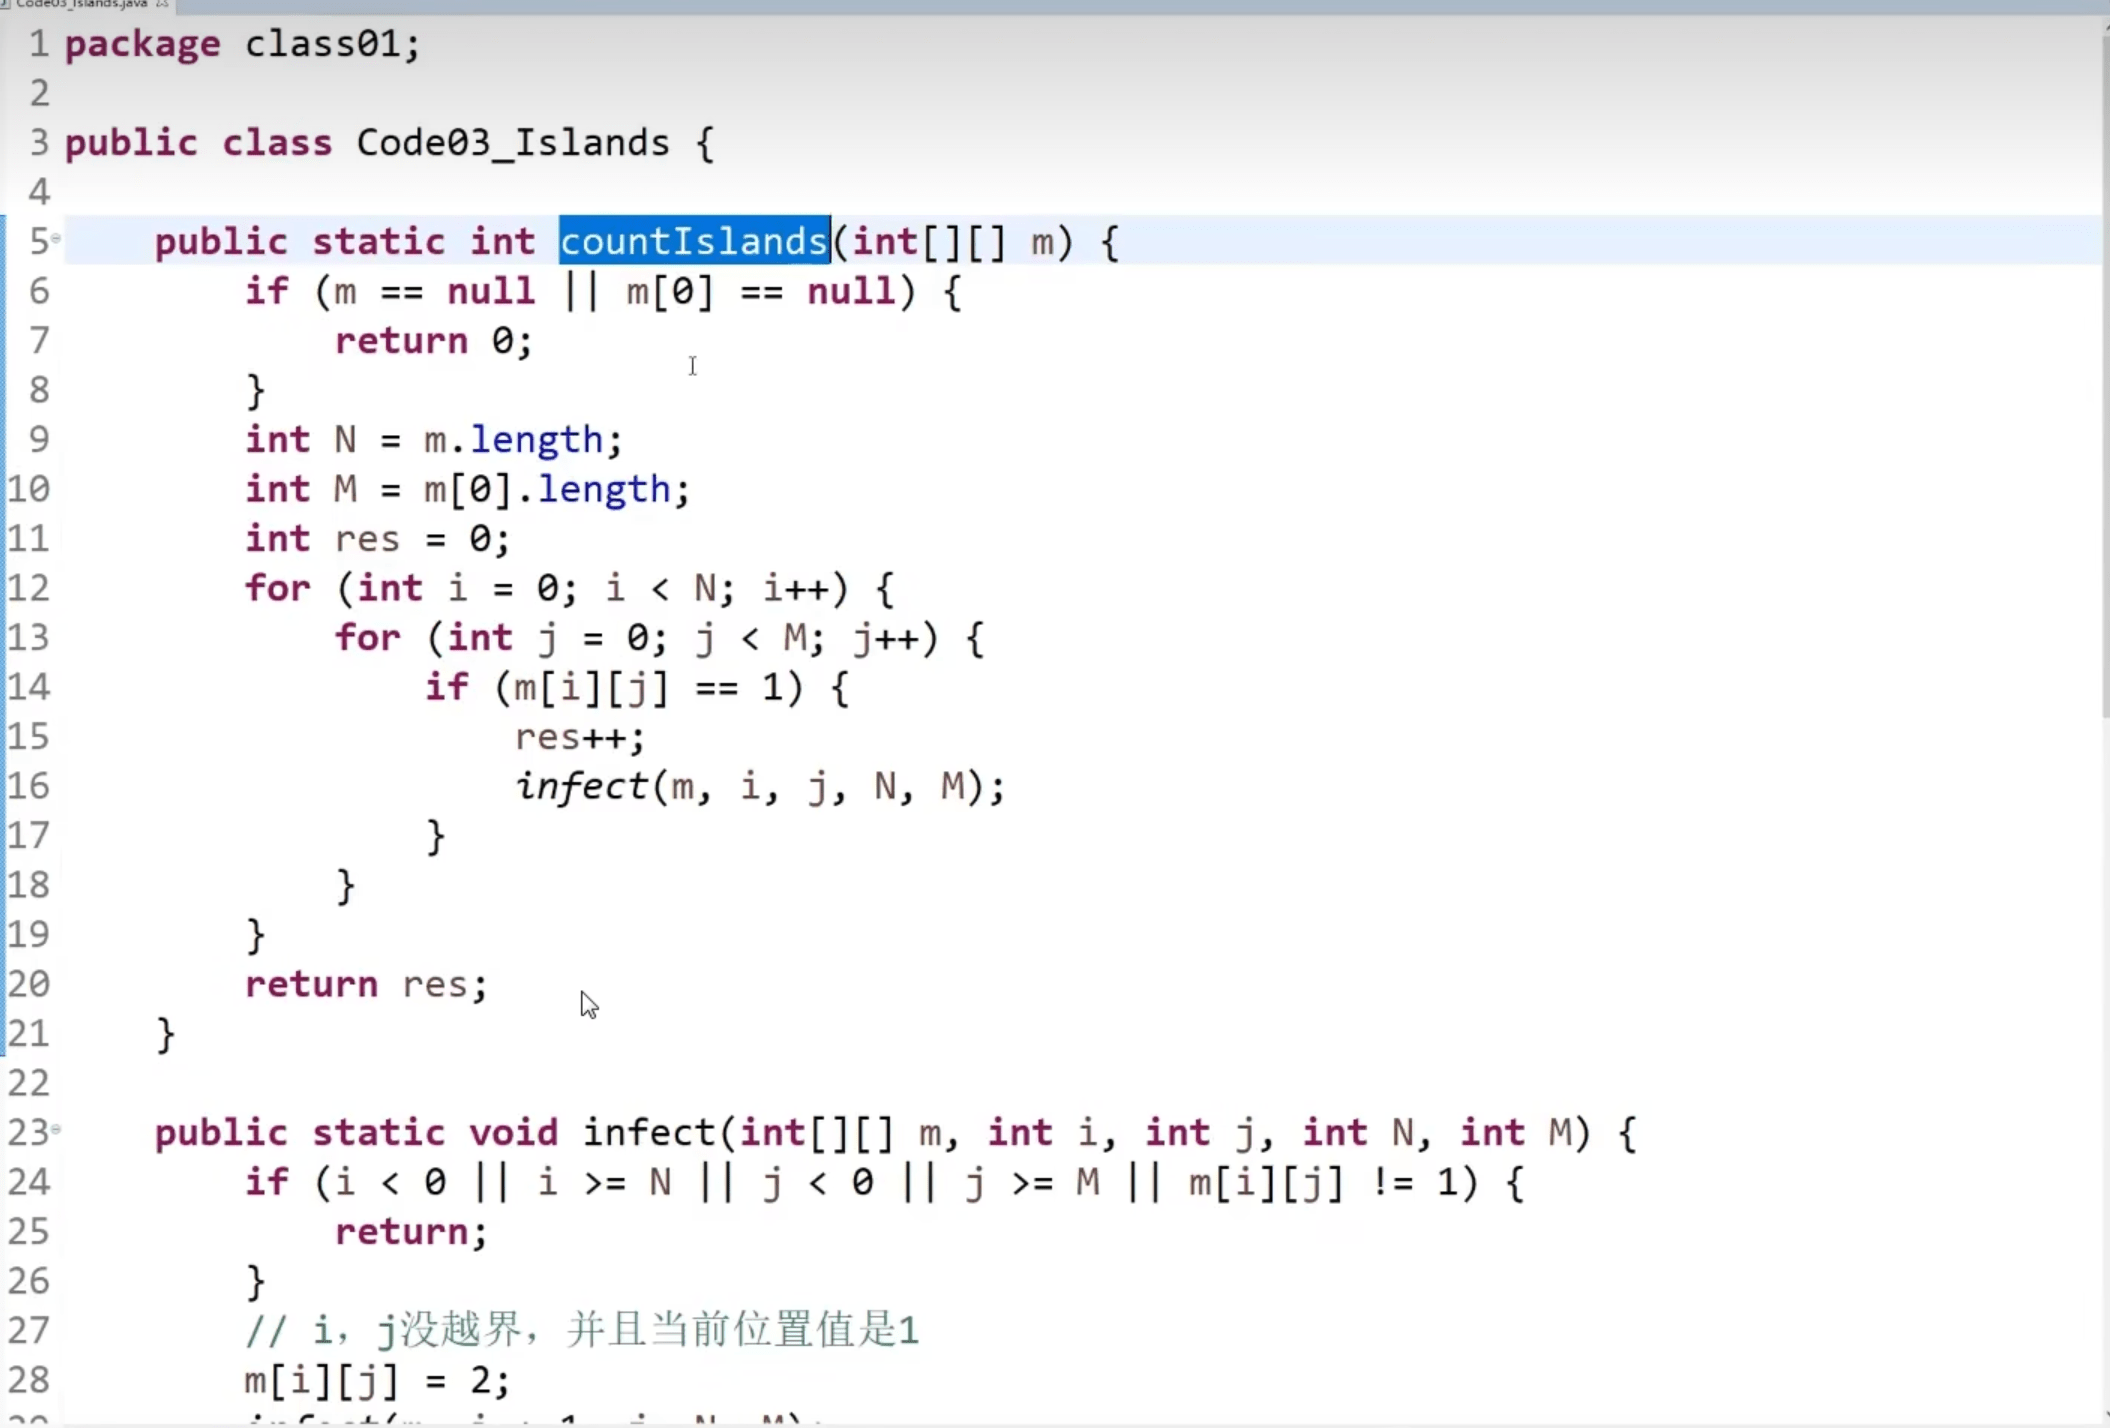 Code03_Islands.java
1 package class01;
2
3 public class Code03_Islands {
4
5 public static int countIslands(int[][] m) {
6 if (m == null || m[0] == null) {
7 return 0;
8 }
9 int N = m.length;
10 int M = m[0].length;
11 int res = 0;
12 for (int i = 0; i < N; i++) {
13 for (int j = 0; j < M; j++) {
14 if (m[i][j] == 1) {
15 res++;
16 infect(m, i, j, N, M);
17 }
18 }
19 }
20 return res;
21 }
22
23 public static void infect(int[][] m, int i, int j, int N, int M) {
24 if (i < 0 || i >= N || j < 0 || j >= M || m[i][j] != 1) {
25 return;
26 }
27 // i，j没越界，并且当前位置值是1
28 m[i][j] = 2;